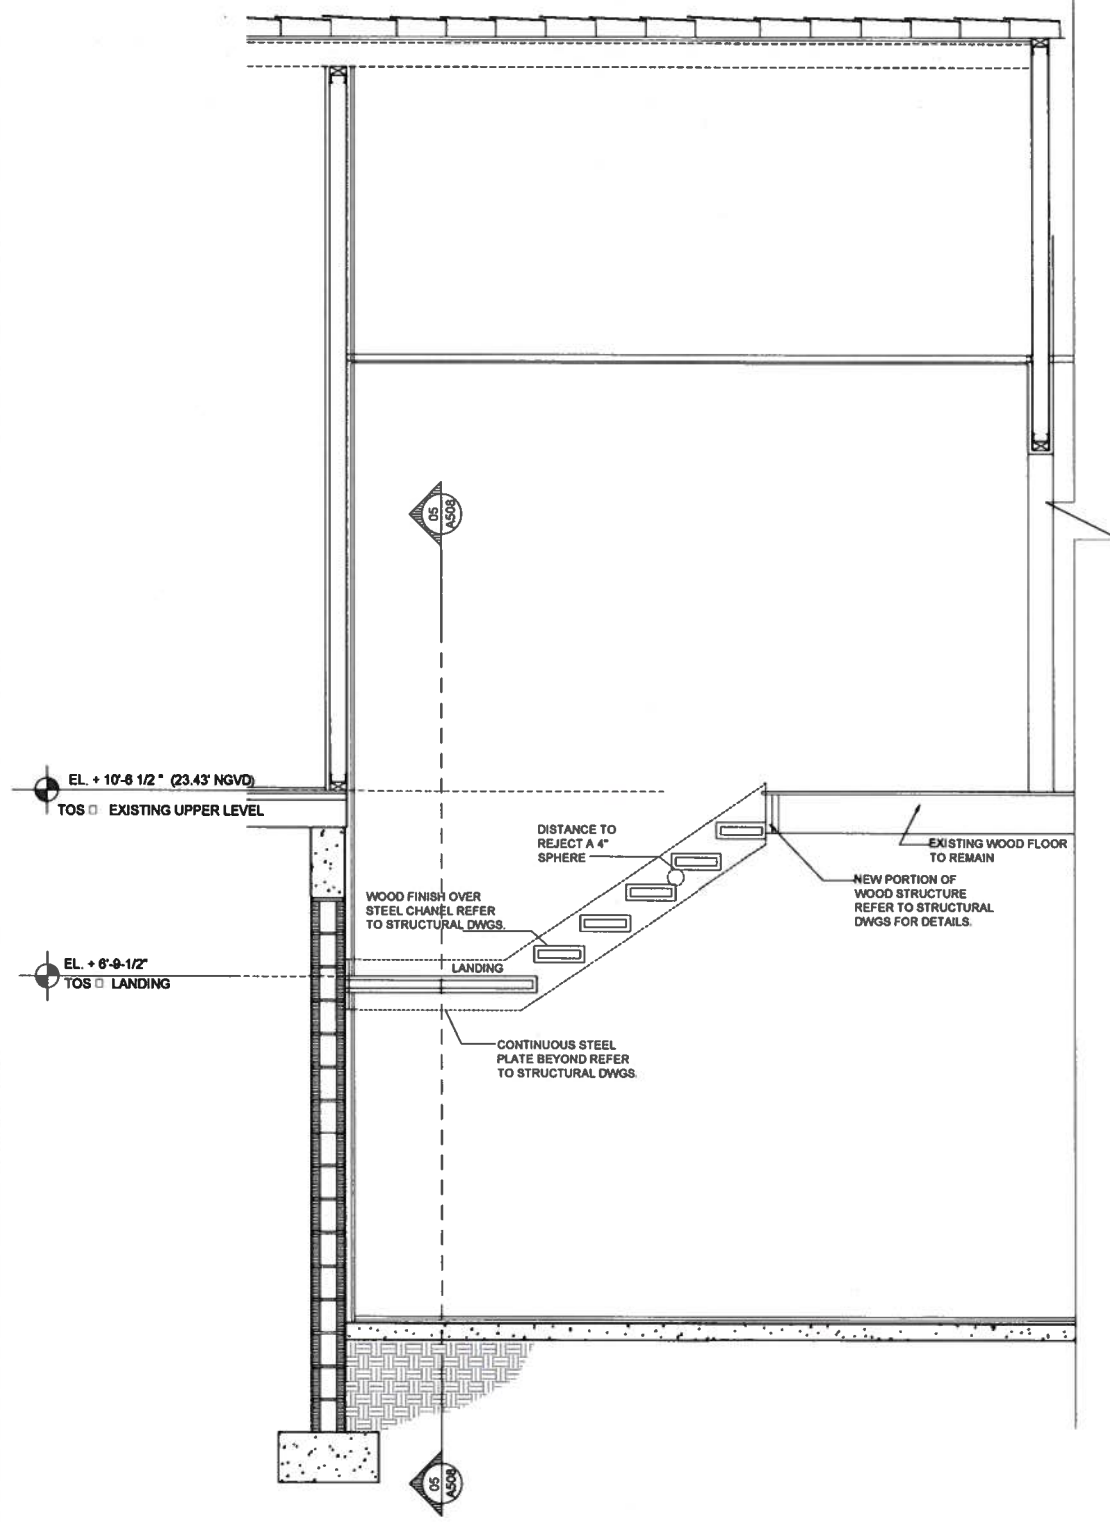 05
A508
EL. + 10'-6 1/2 " (23.43' NGVD)
TOS □ EXISTING UPPER LEVEL
DISTANCE TO
REJECT A 4"
SPHERE
EXISTING WOOD FLOOR
TO REMAIN
NEW PORTION OF
WOOD STRUCTURE
REFER TO STRUCTURAL
DWGS FOR DETAILS.
WOOD FINISH OVER
STEEL CHANEL REFER
TO STRUCTURAL DWGS.
LANDING
EL. + 6'-9-1/2"
TOS □ LANDING
CONTINUOUS STEEL
PLATE BEYOND REFER
TO STRUCTURAL DWGS.
05
A508